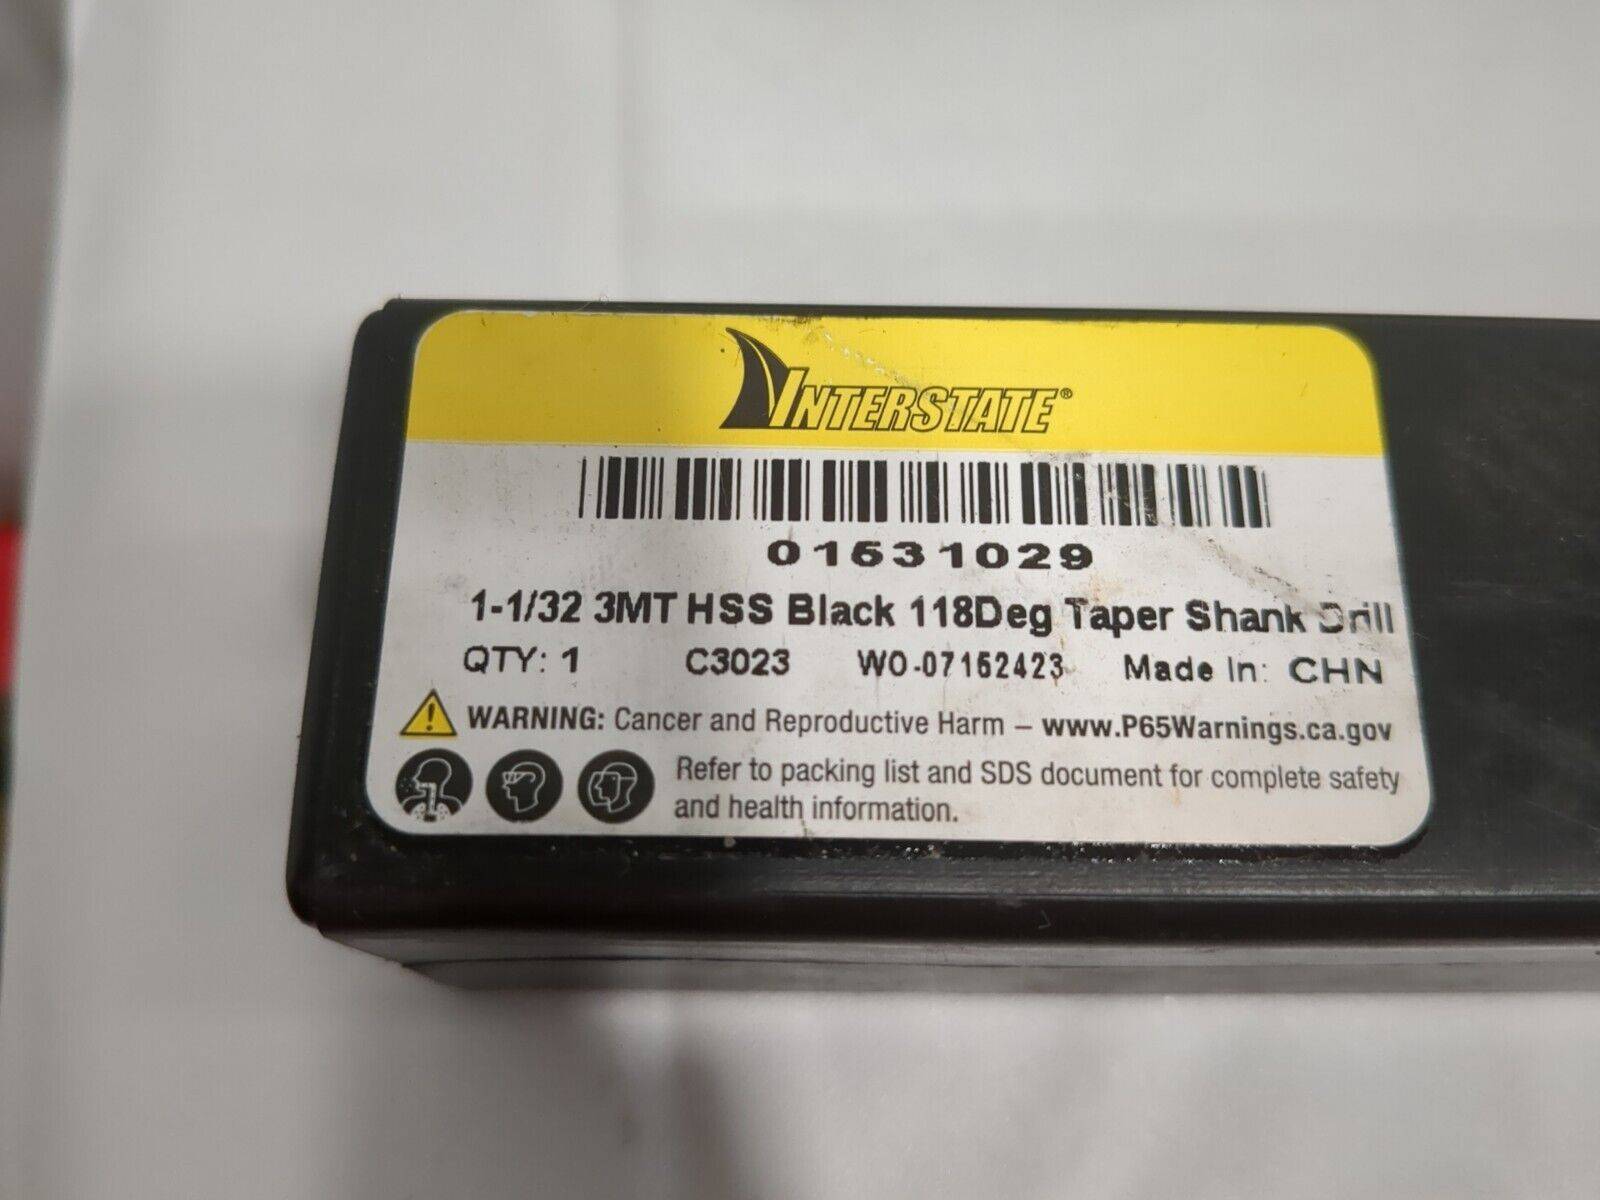 INTERSTATE®
01531029
1-1/32 3MT HSS Black 118Deg Taper Shank Drill
QTY: 1 C3023 WO-07152423 Made In: CHN
WARNING: Cancer and Reproductive Harm – www.P65Warnings.ca.gov
Refer to packing list and SDS document for complete safety
and health information.